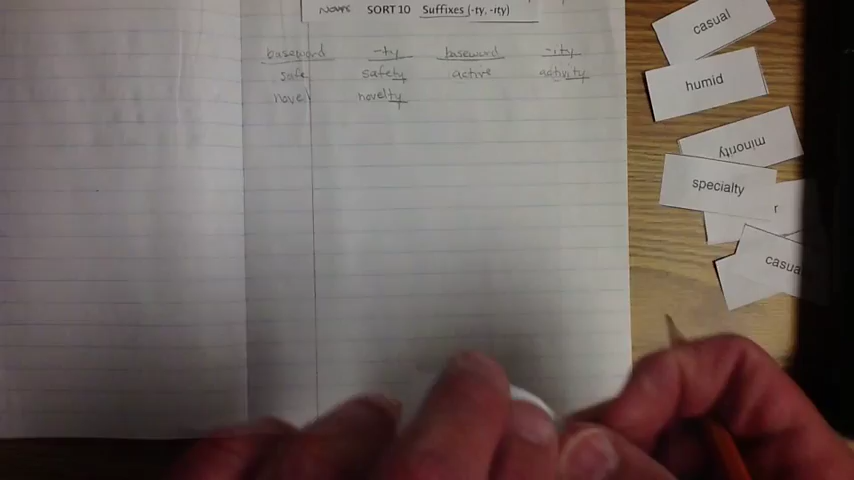 Nouns SORT 10 Suffixes (-ty, -ity)
baseword -ty baseword -ity
safe safety active activity
novel novelty
casual
humid
minority
specialty
r
casua